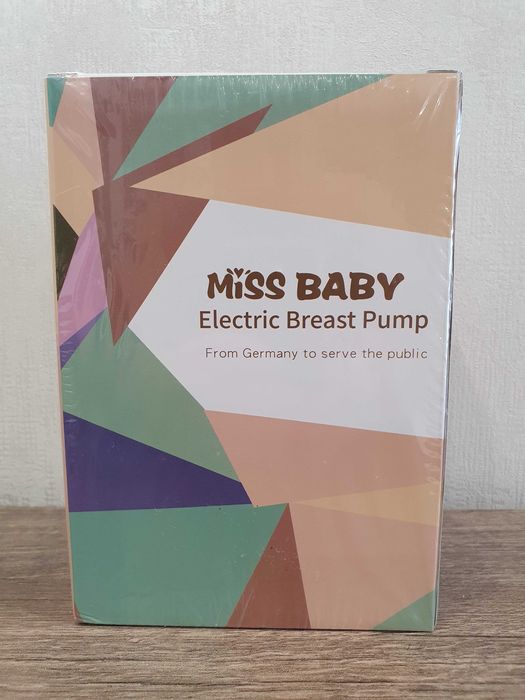 MiSS BABY
Electric Breast Pump
From Germany to serve the public